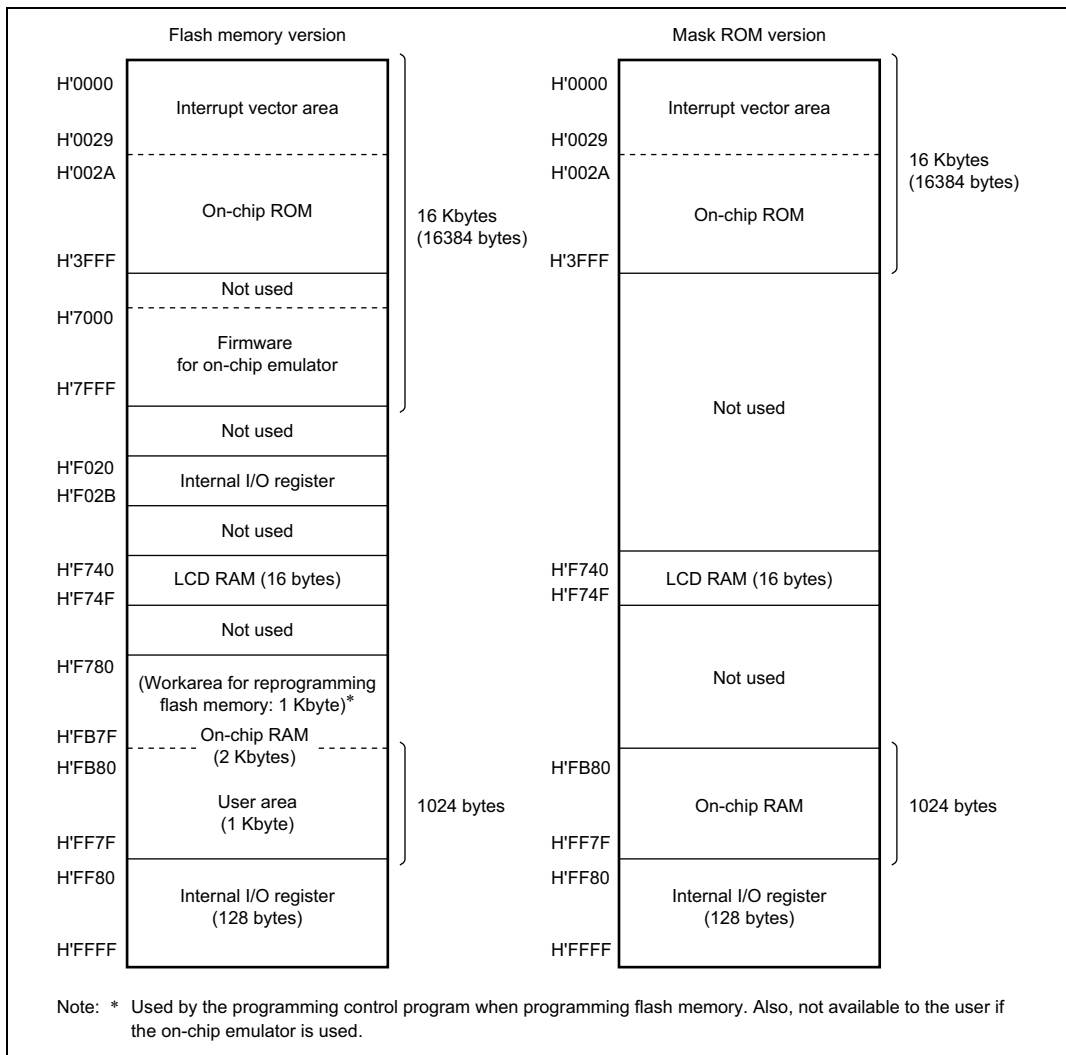 Flash memory version
H'0000
Interrupt vector area
H'0029
H'002A
On-chip ROM
16 Kbytes
(16384 bytes)
H'3FFF
Not used
H'7000
Firmware
for on-chip emulator
H'7FFF
Not used
H'F020
Internal I/O register
H'F02B
Not used
H'F740
LCD RAM (16 bytes)
H'F74F
Not used
H'F780
(Workarea for reprogramming
flash memory: 1 Kbyte)*
H'FB7F
On-chip RAM
(2 Kbytes)
H'FB80
User area
(1 Kbyte)
1024 bytes
H'FF7F
H'FF80
Internal I/O register
(128 bytes)
H'FFFF
Mask ROM version
H'0000
Interrupt vector area
H'0029
H'002A
16 Kbytes
(16384 bytes)
On-chip ROM
H'3FFF
Not used
H'F740
LCD RAM (16 bytes)
H'F74F
Not used
H'FB80
On-chip RAM
1024 bytes
H'FF7F
H'FF80
Internal I/O register
(128 bytes)
H'FFFF
Note: * Used by the programming control program when programming flash memory. Also, not available to the user if
the on-chip emulator is used.